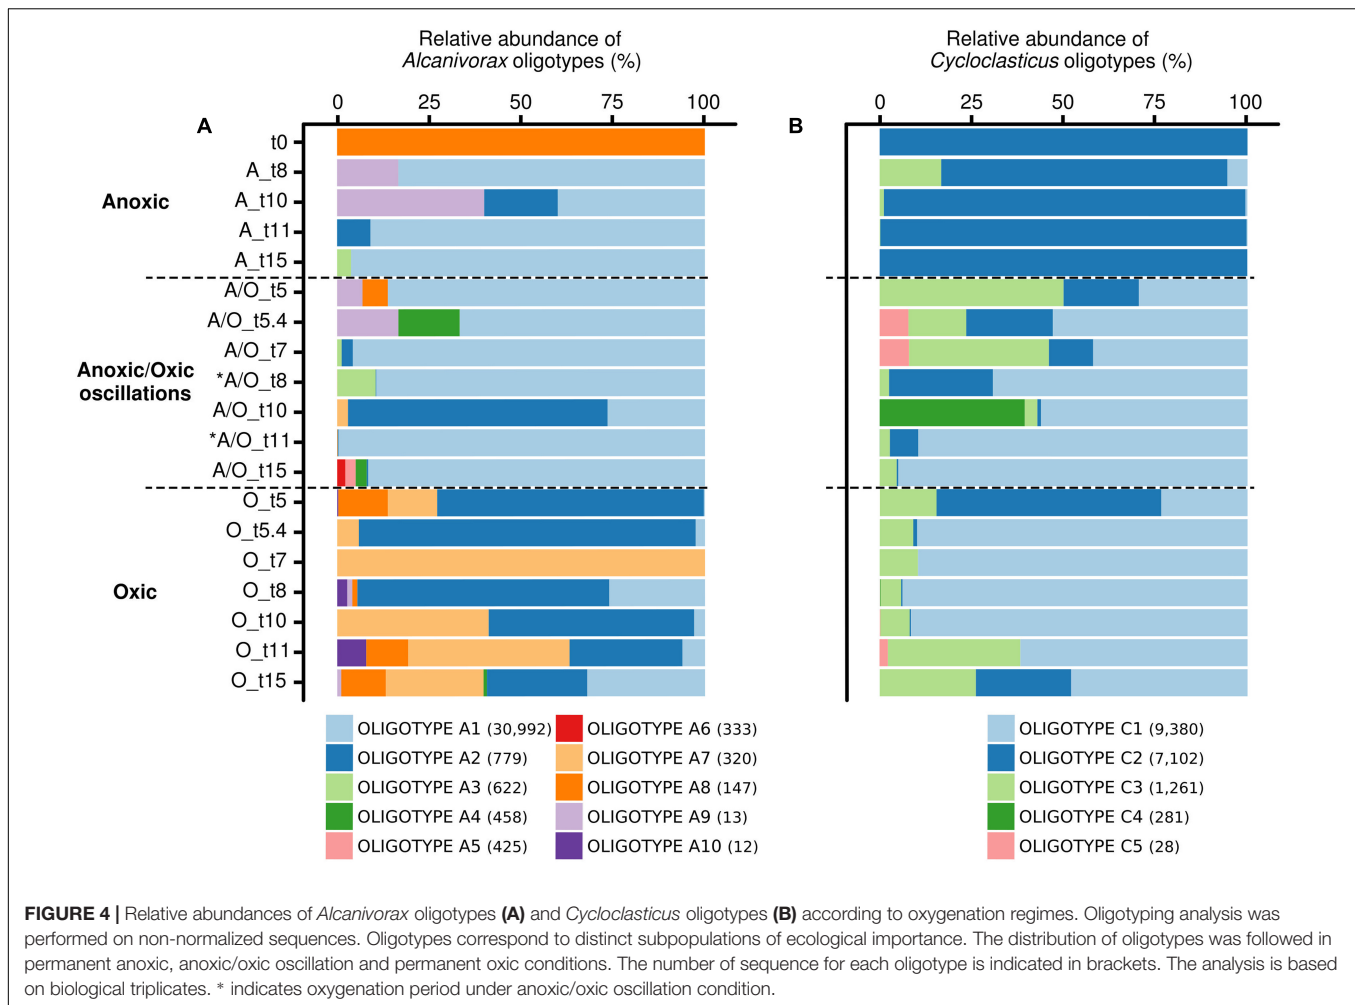 Relative abundance of
Alcanivorax oligotypes (%)
0 25 50 75 100
A
t0
A_t8
Anoxic
A_t10
A_t11
A_t15
A/O_t5
A/O_t5.4
A/O_t7
Anoxic/Oxic
oscillations
*A/O_t8
A/O_t10
*A/O_t11
A/O_t15
O_t5
O_t5.4
O_t7
Oxic
O_t8
O_t10
O_t11
O_t15
OLIGOTYPE A1 (30,992)
OLIGOTYPE A2 (779)
OLIGOTYPE A3 (622)
OLIGOTYPE A4 (458)
OLIGOTYPE A5 (425)
OLIGOTYPE A6 (333)
OLIGOTYPE A7 (320)
OLIGOTYPE A8 (147)
OLIGOTYPE A9 (13)
OLIGOTYPE A10 (12)
Relative abundance of
Cycloclasticus oligotypes (%)
0 25 50 75 100
B
OLIGOTYPE C1 (9,380)
OLIGOTYPE C2 (7,102)
OLIGOTYPE C3 (1,261)
OLIGOTYPE C4 (281)
OLIGOTYPE C5 (28)
FIGURE 4 | Relative abundances of Alcanivorax oligotypes (A) and Cycloclasticus oligotypes (B) according to oxygenation regimes. Oligotyping analysis was
performed on non-normalized sequences. Oligotypes correspond to distinct subpopulations of ecological importance. The distribution of oligotypes was followed in
permanent anoxic, anoxic/oxic oscillation and permanent oxic conditions. The number of sequence for each oligotype is indicated in brackets. The analysis is based
on biological triplicates. * indicates oxygenation period under anoxic/oxic oscillation condition.